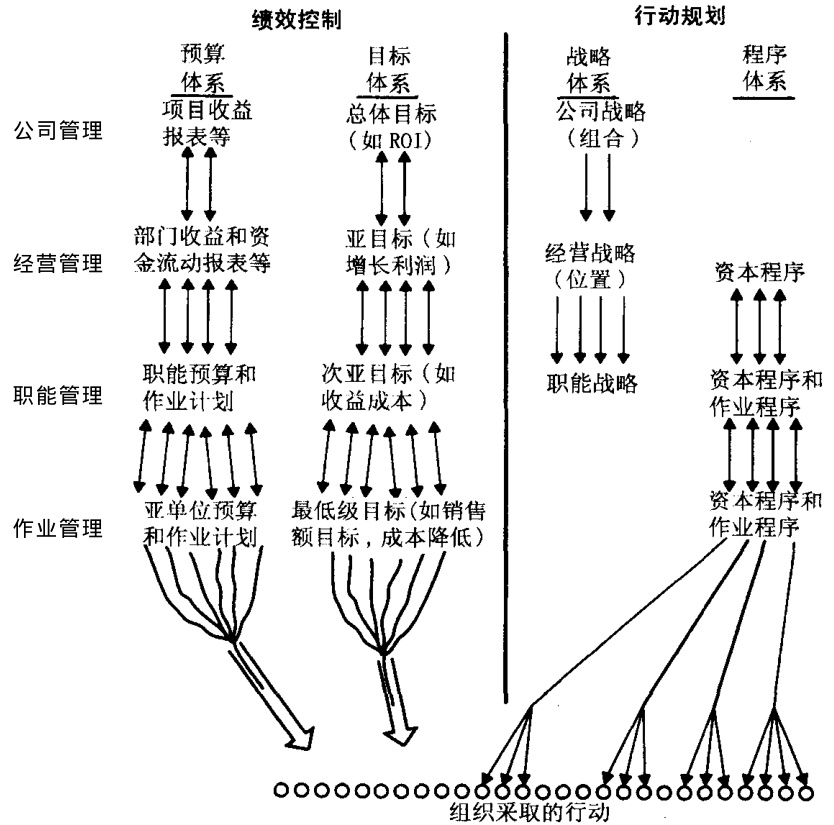 绩效控制
行动规划
预算
体系
目标
体系
战略
体系
程序
体系
公司管理
项目收益
报表等
总体目标
(如 ROI)
公司战略
(组合)
经营管理
部门收益和资
金流动报表等
亚目标(如
增长利润)
经营战略
(位置)
资本程序
职能管理
职能预算和
作业计划
次亚目标(如
收益成本)
职能战略
资本程序和
作业程序
作业管理
亚单位预算
和作业计划
最低级目标(如销售
额目标,成本降低)
资本程序和
作业程序
组织采取的行动